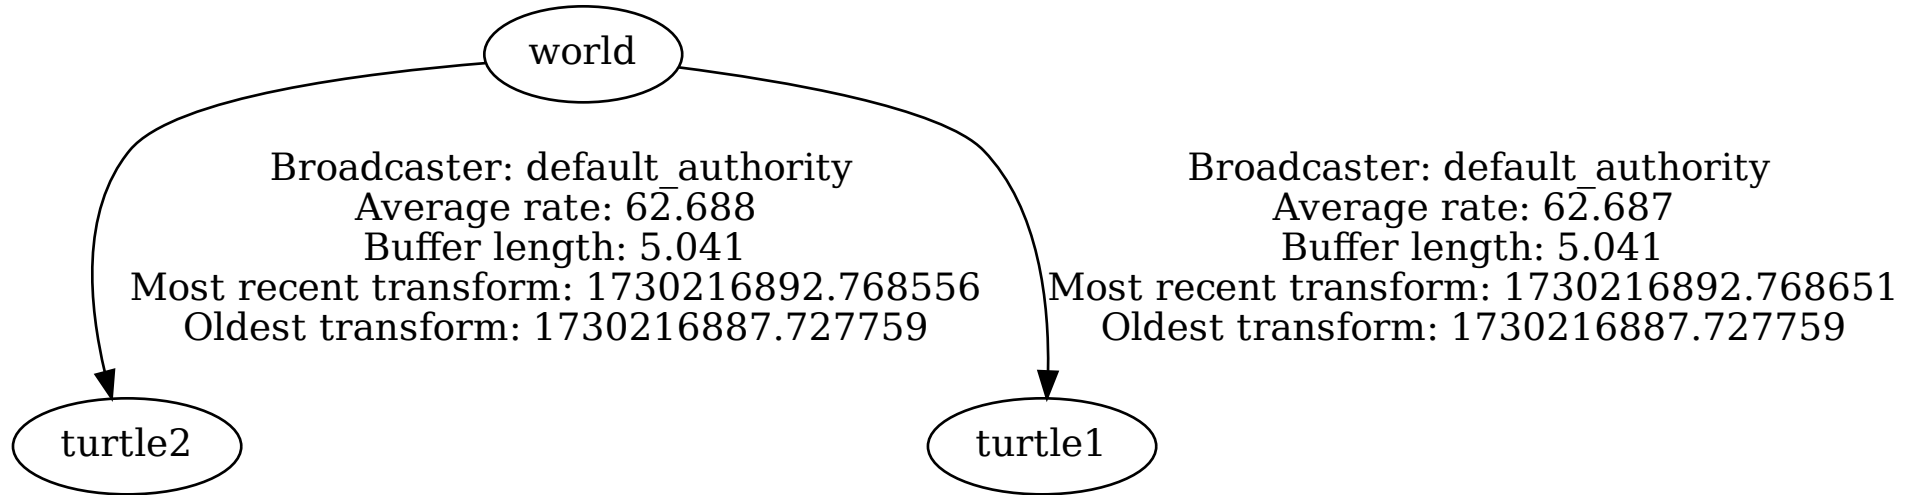 world
Broadcaster: default_authority
Average rate: 62.688
Buffer length: 5.041
Most recent transform: 1730216892.768556
Oldest transform: 1730216887.727759
Broadcaster: default_authority
Average rate: 62.687
Buffer length: 5.041
Most recent transform: 1730216892.768651
Oldest transform: 1730216887.727759
turtle2
turtle1